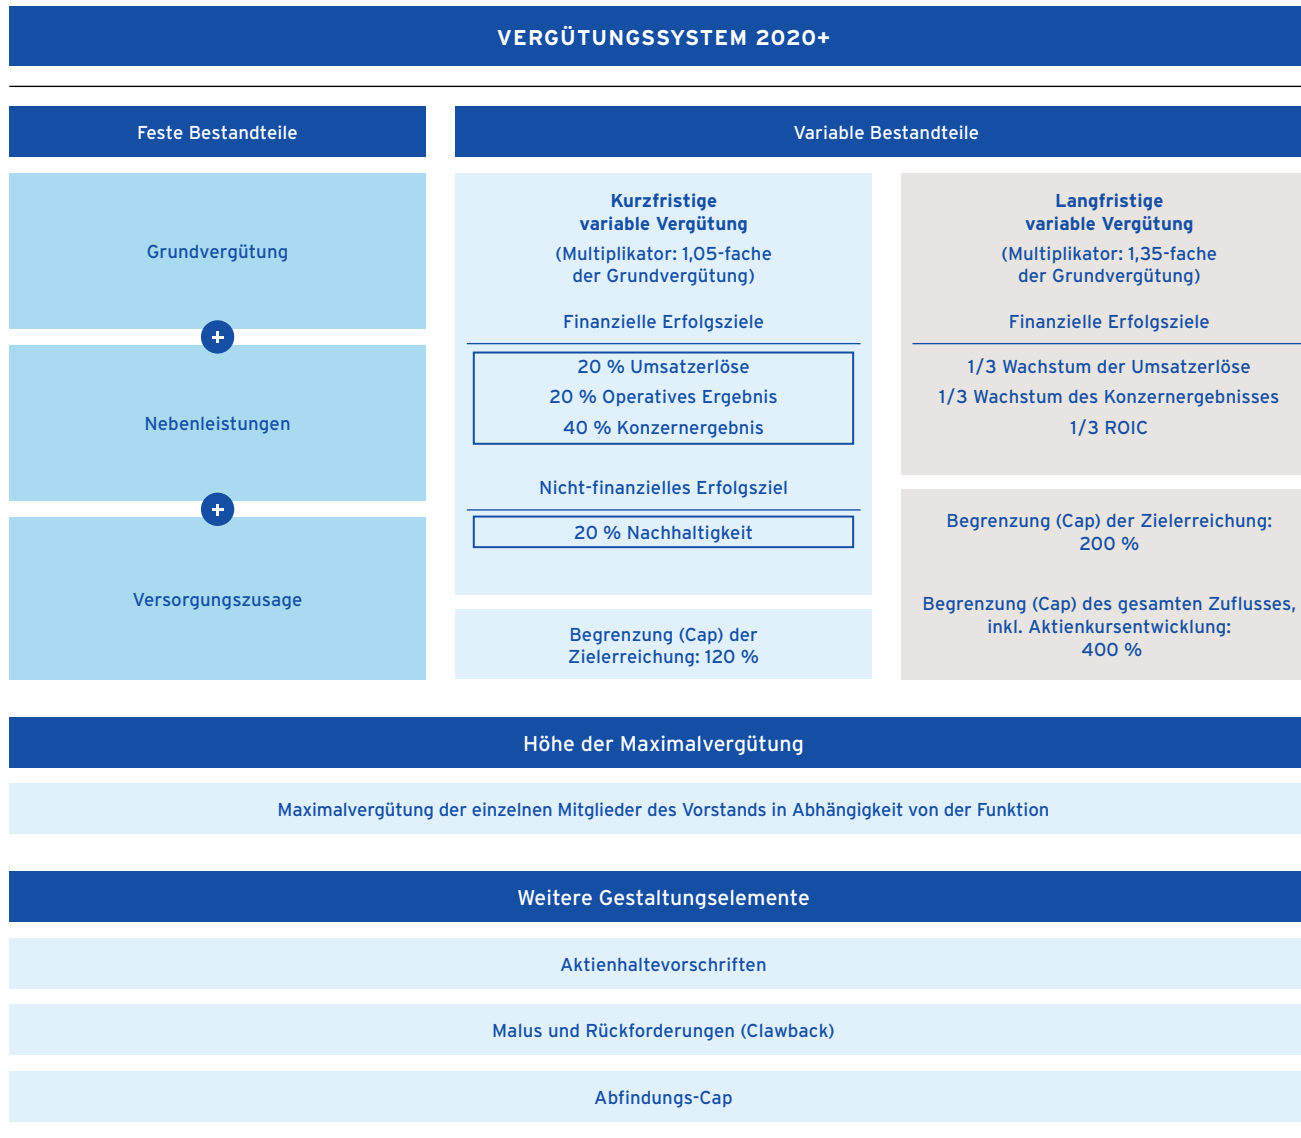 VERGÜTUNGSSYSTEM 2020+
Feste Bestandteile
Grundvergütung
+
Nebenleistungen
+
Versorgungszusage
Variable Bestandteile
Kurzfristige
variable Vergütung
(Multiplikator: 1,05-fache
der Grundvergütung)
Finanzielle Erfolgsziele
20 % Umsatzerlöse
20 % Operatives Ergebnis
40 % Konzernergebnis
Nicht-finanzielles Erfolgsziel
20 % Nachhaltigkeit
Begrenzung (Cap) der
Zielerreichung: 120 %
Langfristige
variable Vergütung
(Multiplikator: 1,35-fache
der Grundvergütung)
Finanzielle Erfolgsziele
1/3 Wachstum der Umsatzerlöse
1/3 Wachstum des Konzernergebnisses
1/3 ROIC
Begrenzung (Cap) der Zielerreichung:
200 %
Begrenzung (Cap) des gesamten Zuflusses,
inkl. Aktienkursentwicklung:
400 %
Höhe der Maximalvergütung
Maximalvergütung der einzelnen Mitglieder des Vorstands in Abhängigkeit von der Funktion
Weitere Gestaltungselemente
Aktienhaltevorschriften
Malus und Rückforderungen (Clawback)
Abfindungs-Cap